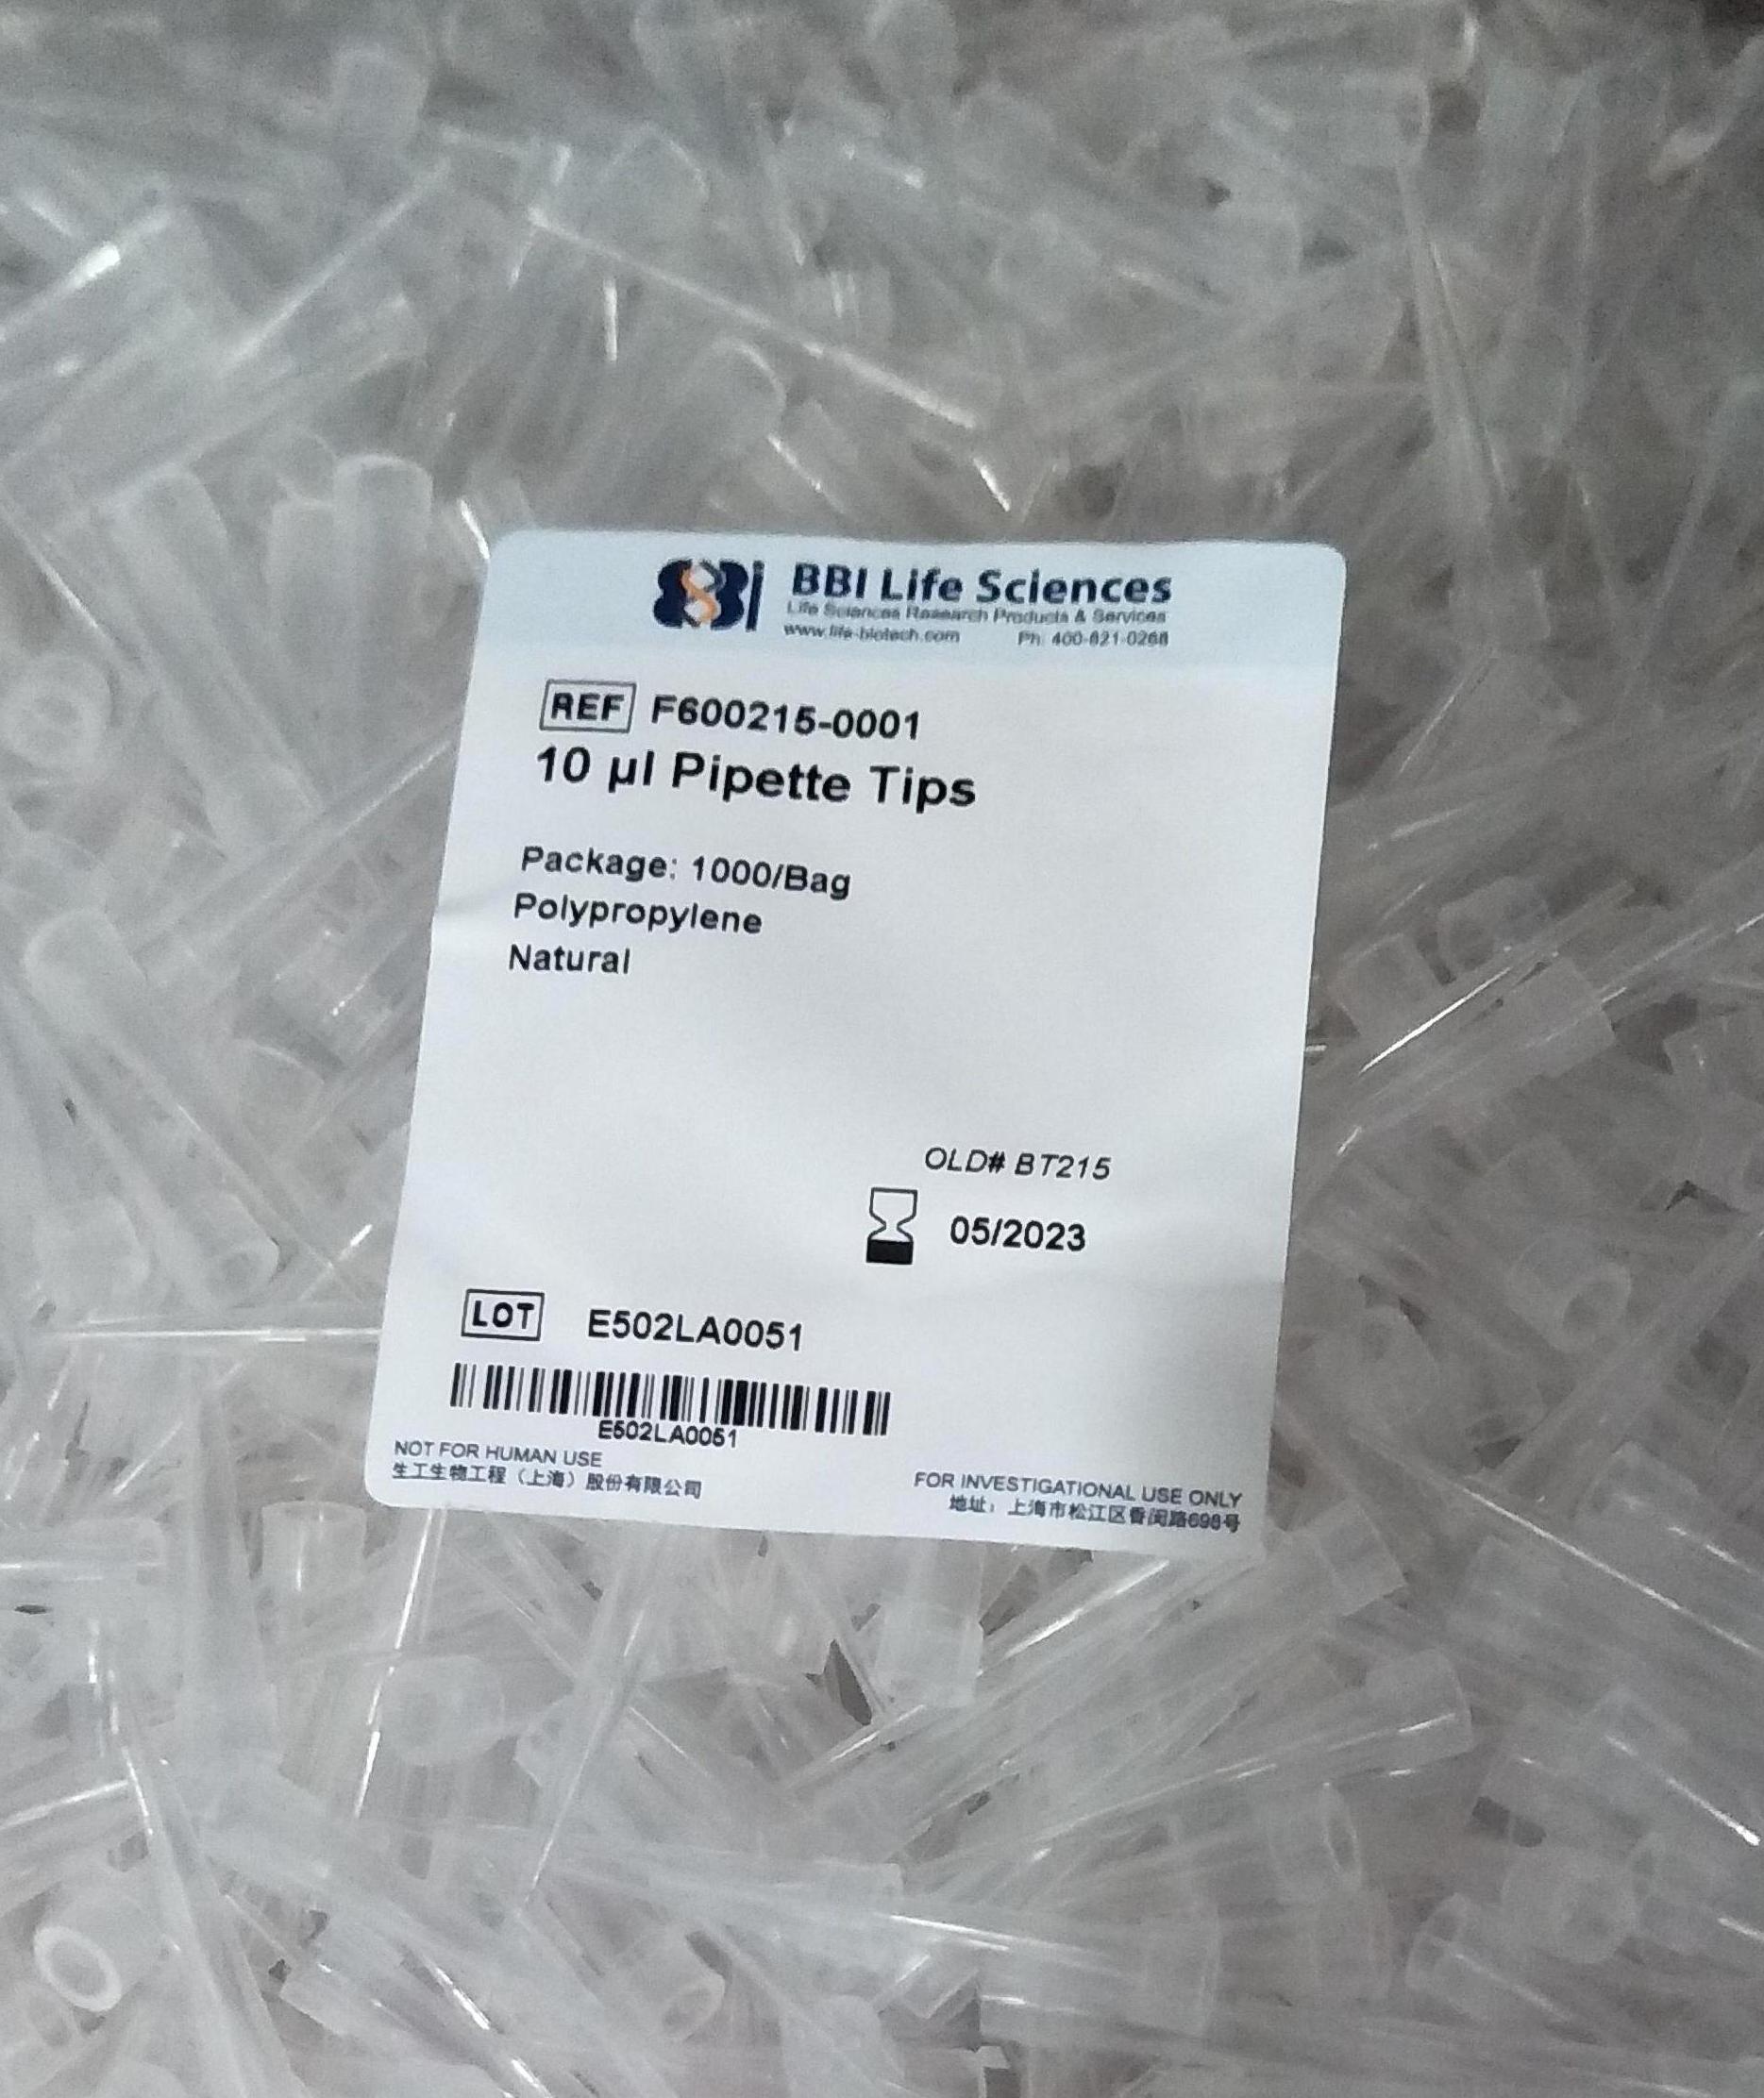 BBI
BBI Life Sciences
Life Sciences Research Products & Services
www.life-biotech.com Ph: 400-821-0268
REF F600215-0001
10 µl Pipette Tips
Package: 1000/Bag
Polypropylene
Natural
OLD# BT215
05/2023
LOT E502LA0051
E502LA0051
NOT FOR HUMAN USE
生工生物工程（上海）股份有限公司
FOR INVESTIGATIONAL USE ONLY
地址：上海市松江区香闵路698号